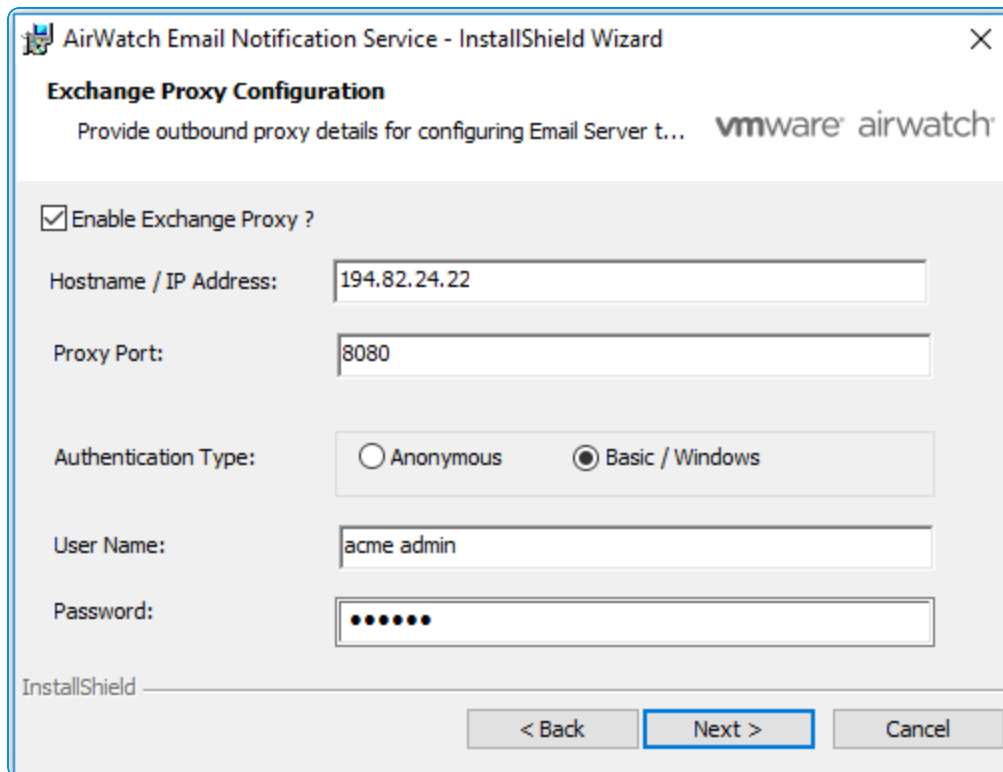 AirWatch Email Notification Service - InstallShield Wizard
Exchange Proxy Configuration
Provide outbound proxy details for configuring Email Server t...
vmware airwatch
Enable Exchange Proxy ?
Hostname / IP Address: 194.82.24.22
Proxy Port: 8080
Authentication Type: Anonymous Basic / Windows
User Name: acme admin
Password: ••••••
InstallShield
< Back Next > Cancel